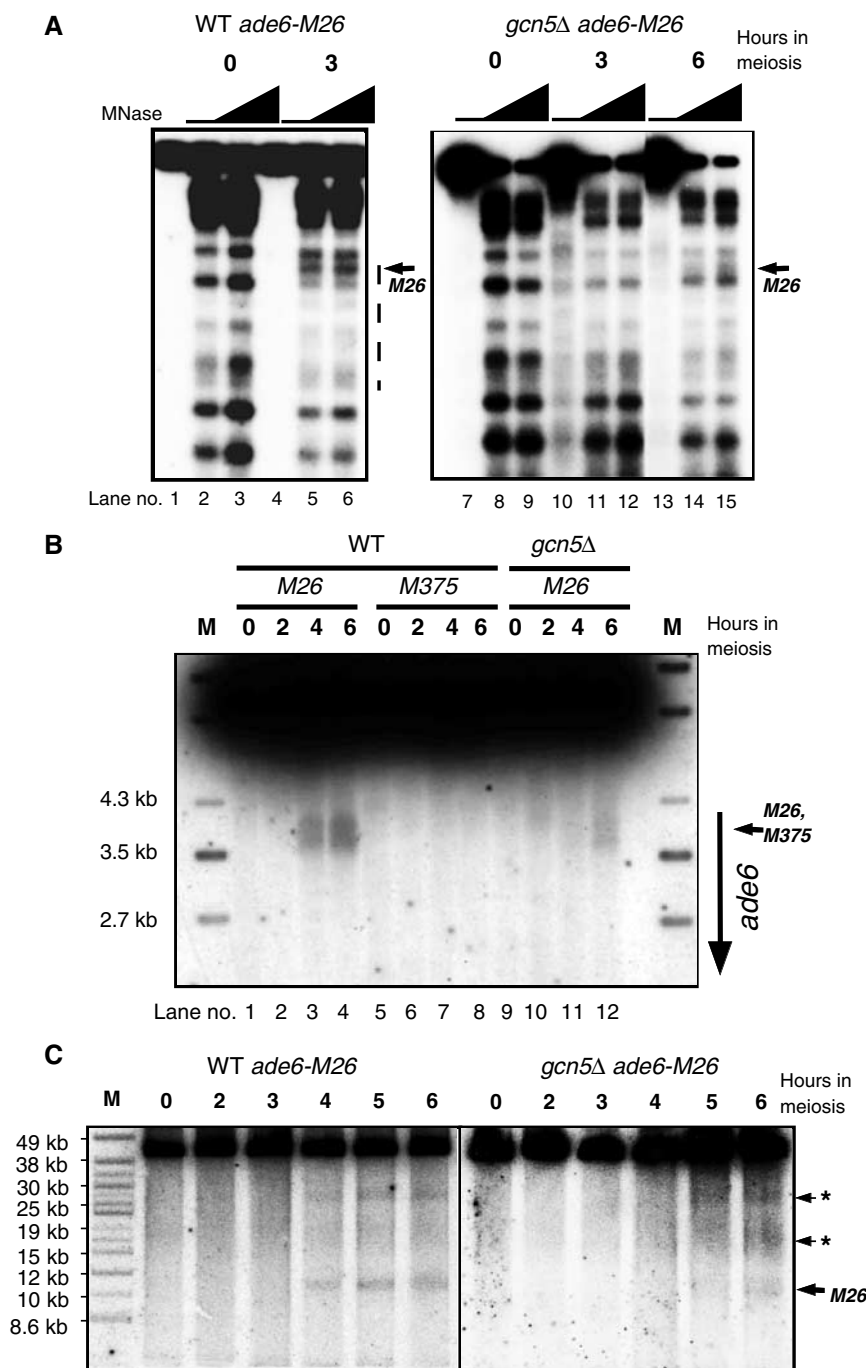 A
WT ade6-M26
gcn5Δ ade6-M26
Hours in meiosis
0 3
0 3 6
MNase
M26
M26
Lane no. 1 2 3 4 5 6
7 8 9 10 11 12 13 14 15
B
WT gcn5Δ
M26 M375 M26
M 0 2 4 6 0 2 4 6 0 2 4 6 M
Hours in
meiosis
4.3 kb
3.5 kb
2.7 kb
M26,
M375
ade6
Lane no. 1 2 3 4 5 6 7 8 9 10 11 12
C
WT ade6-M26
gcn5Δ ade6-M26
M 0 2 3 4 5 6 0 2 3 4 5 6
Hours in
meiosis
49 kb
38 kb
30 kb
25 kb
19 kb
15 kb
12 kb
10 kb
8.6 kb
*
*
M26